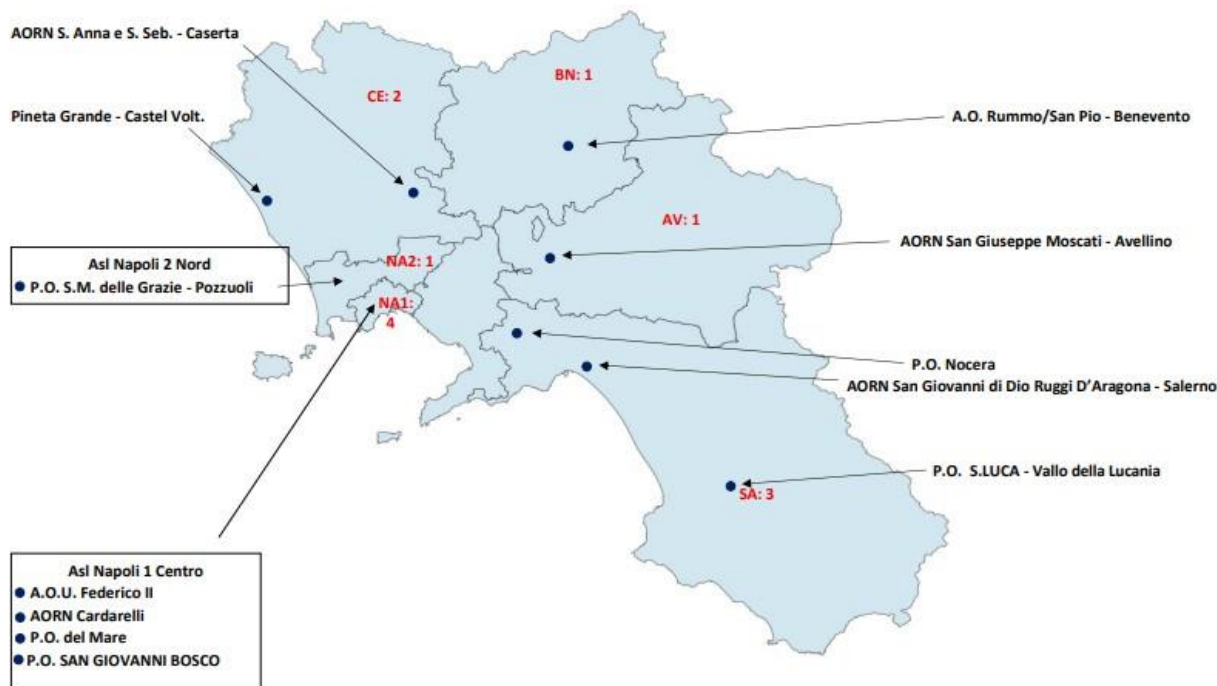 AORN S. Anna e S. Seb. - Caserta
BN: 1
CE: 2
Pineta Grande - Castel Volt.
A.O. Rummo/San Pio - Benevento
AV: 1
AORN San Giuseppe Moscati - Avellino
Asl Napoli 2 Nord
P.O. S.M. delle Grazie - Pozzuoli
NA2: 1
NA1:
4
P.O. Nocera
AORN San Giovanni di Dio Ruggi D'Aragona - Salerno
P.O. S.LUCA - Vallo della Lucania
SA: 3
Asl Napoli 1 Centro
A.O.U. Federico II
AORN Cardarelli
P.O. del Mare
P.O. SAN GIOVANNI BOSCO